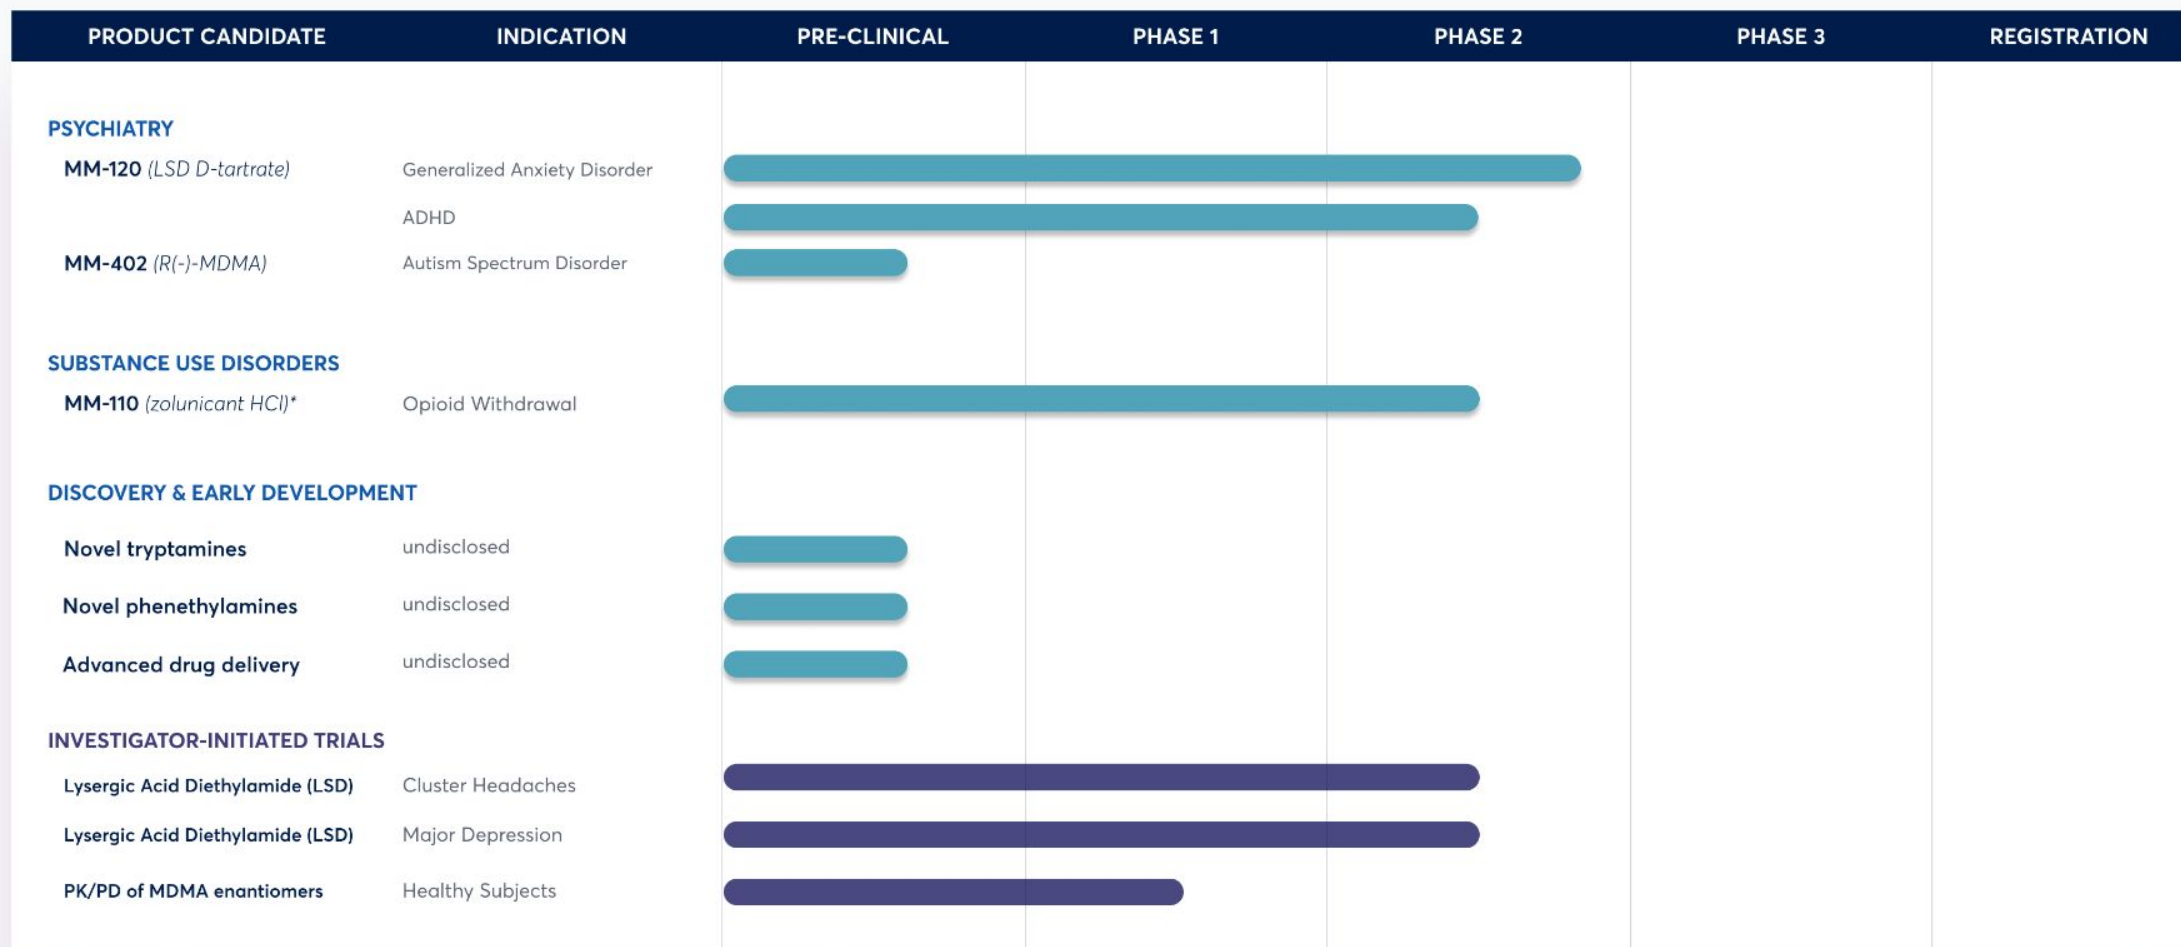 PRODUCT CANDIDATE INDICATION PRE-CLINICAL PHASE 1 PHASE 2 PHASE 3 REGISTRATION
PSYCHIATRY
MM-120 (LSD D-tartrate) Generalized Anxiety Disorder
ADHD
MM-402 (R(-)-MDMA) Autism Spectrum Disorder
SUBSTANCE USE DISORDERS
MM-110 (zolunicant HCl)* Opioid Withdrawal
DISCOVERY & EARLY DEVELOPMENT
Novel tryptamines undisclosed
Novel phenethylamines undisclosed
Advanced drug delivery undisclosed
INVESTIGATOR-INITIATED TRIALS
Lysergic Acid Diethylamide (LSD) Cluster Headaches
Lysergic Acid Diethylamide (LSD) Major Depression
PK/PD of MDMA enantiomers Healthy Subjects